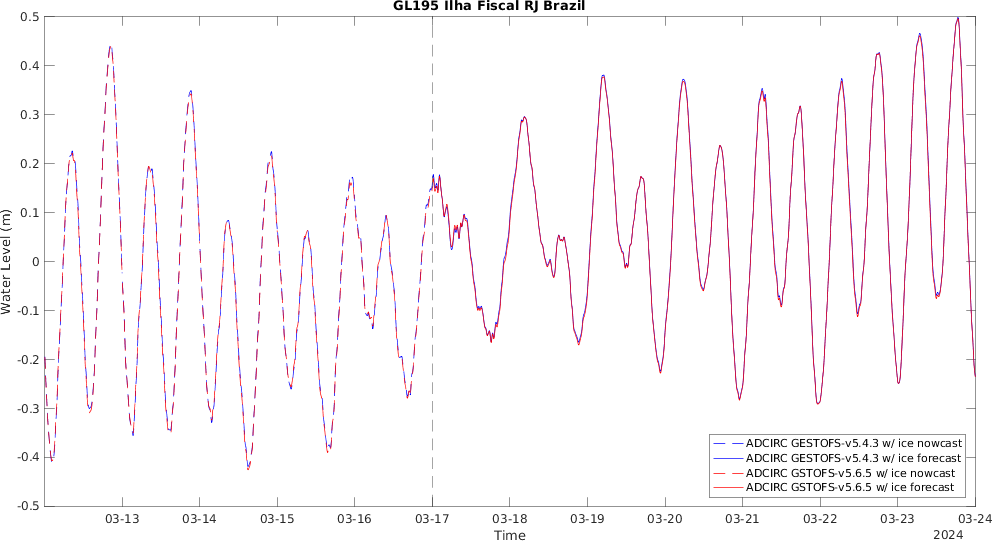 GL195 Ilha Fiscal RJ Brazil
0.5
0.4
0.3
0.2
0.1
0
-0.1
-0.2
-0.3
-0.4
-0.5
Water Level (m)
ADCIRC GESTOFS-v5.4.3 w/ ice nowcast
ADCIRC GESTOFS-v5.4.3 w/ ice forecast
ADCIRC GSTOFS-v5.6.5 w/ ice nowcast
ADCIRC GSTOFS-v5.6.5 w/ ice forecast
03-13 03-14 03-15 03-16 03-17 03-18 03-19 03-20 03-21 03-22 03-23 03-24
Time
2024